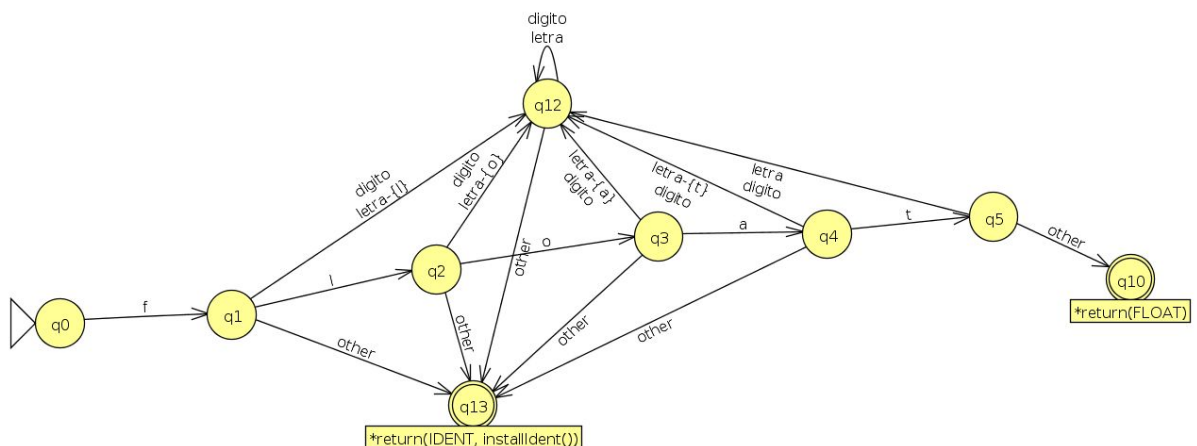 digito
letra
q12
digito
letra-{l}
digito
letra-{o}
letra-{a}
digito
letra-{t}
digito
letra
digito
other
q0
f
q1
l
q2
o
q3
a
q4
t
q5
other
q10
*return(FLOAT)
other
other
other
other
q13
*return(IDENT, installIdent())